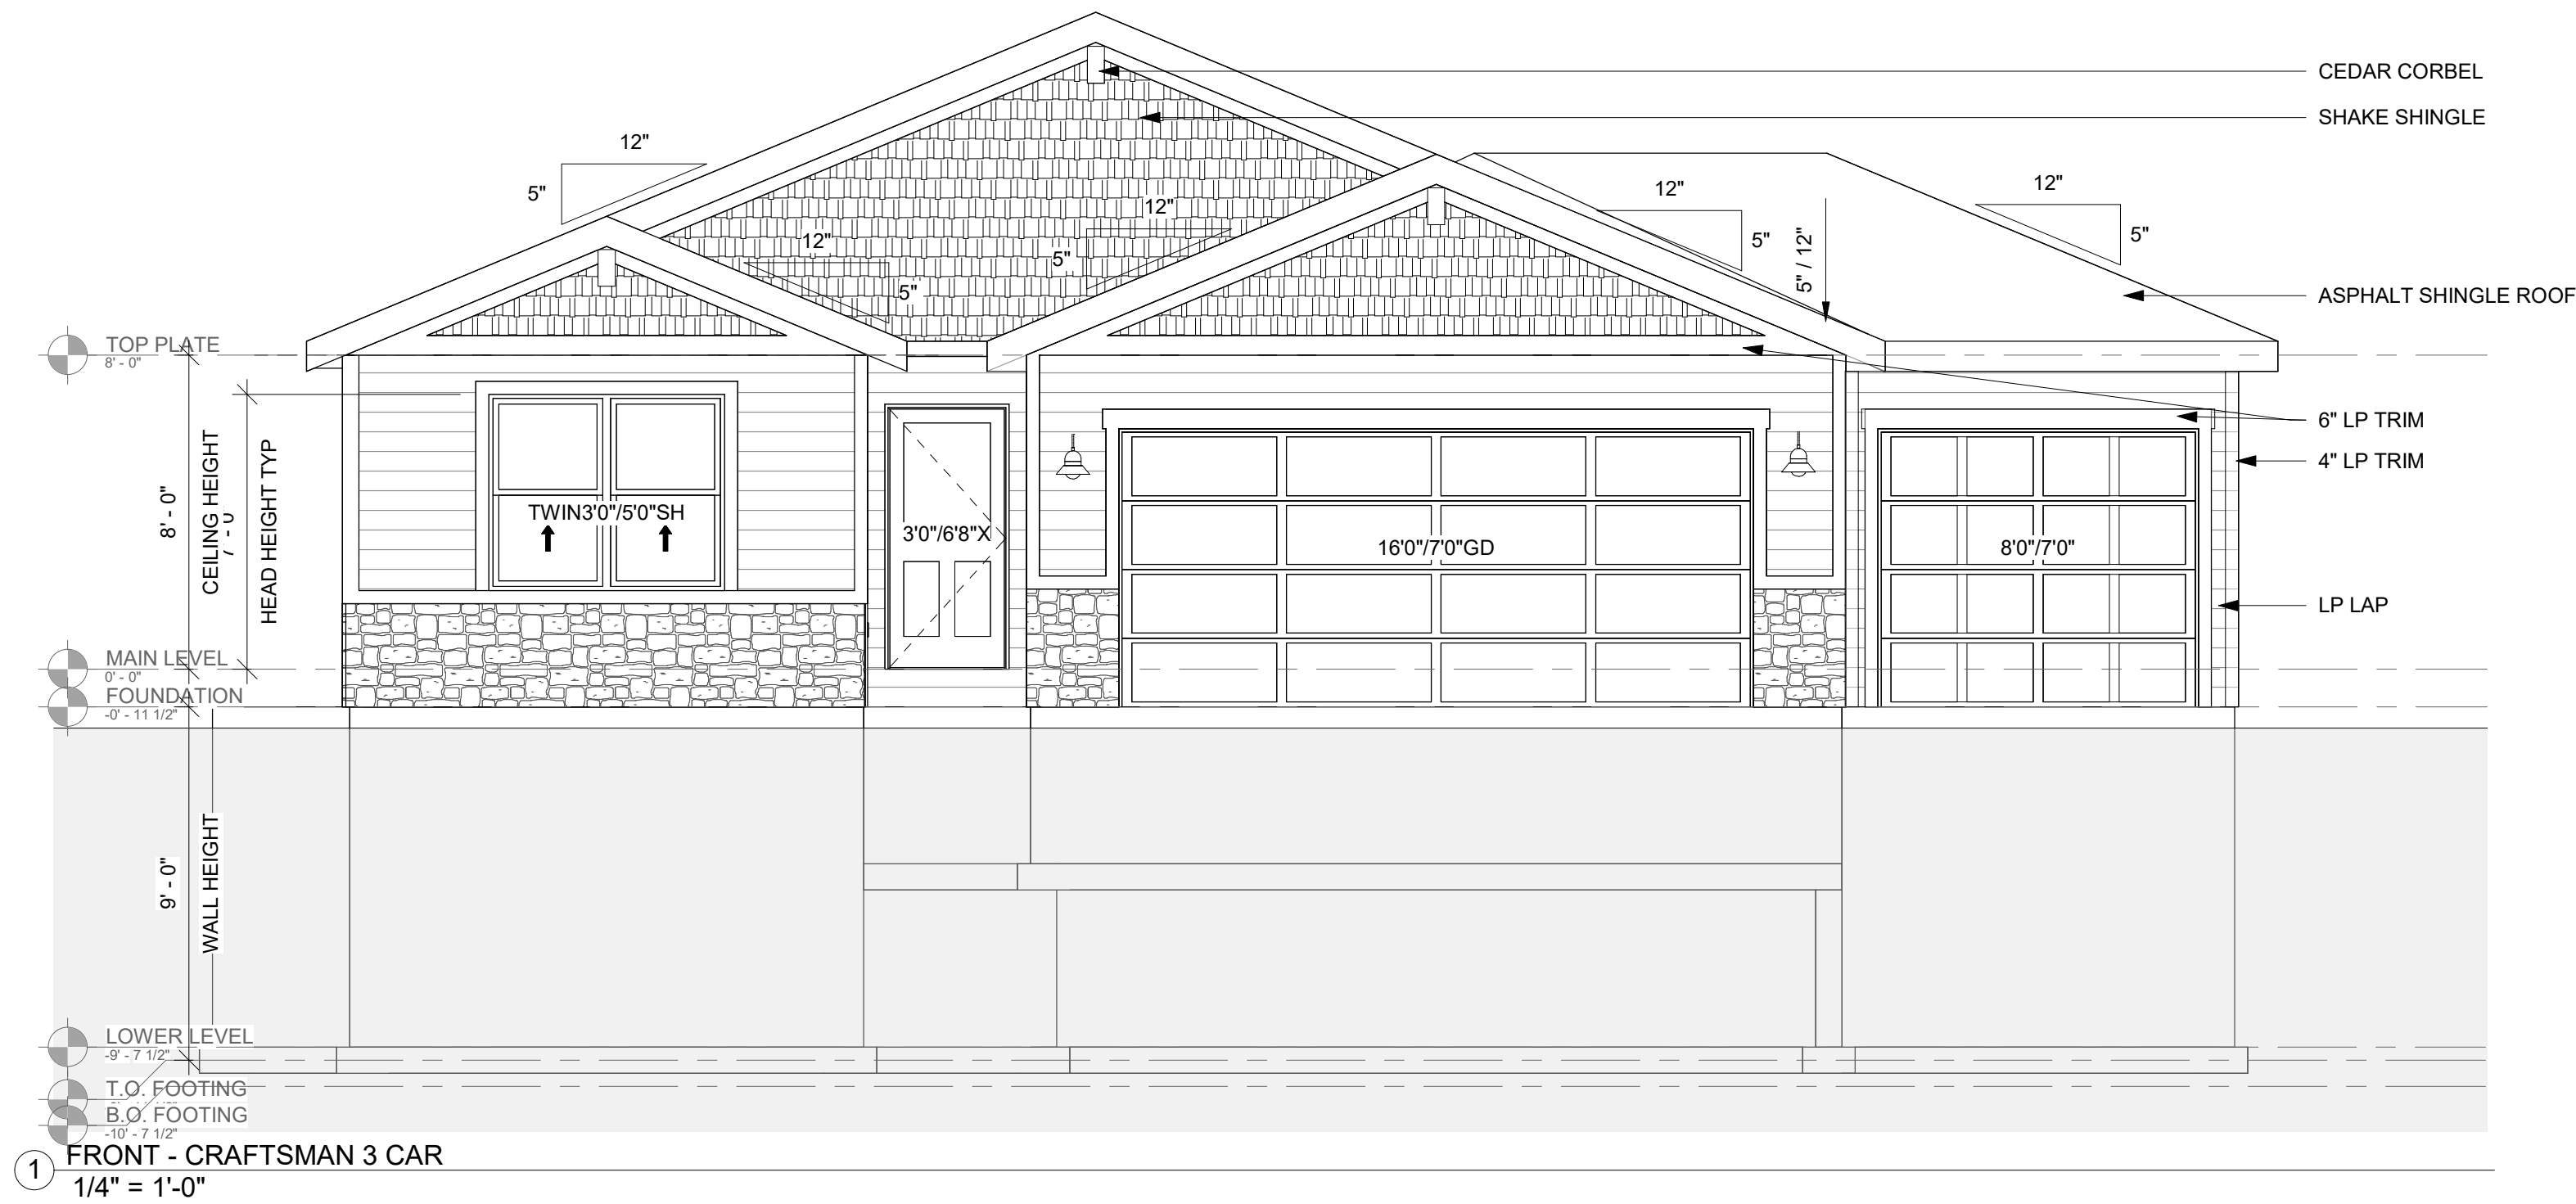 CEDAR CORBEL
SHAKE SHINGLE
12"
5"
12"
5"
12"
5"
12"
5"
5" / 12"
12"
5"
ASPHALT SHINGLE ROOF
TOP PLATE
8' - 0"
8' - 0"
CEILING HEIGHT
HEAD HEIGHT TYP
TWIN3'0"/5'0"SH
3'0"/6'8"X
16'0"/7'0"GD
8'0"/7'0"
6" LP TRIM
4" LP TRIM
LP LAP
MAIN LEVEL
0' - 0"
FOUNDATION
-0' - 11 1/2"
9' - 0"
WALL HEIGHT
LOWER LEVEL
-9' - 7 1/2"
T.O. FOOTING
B.O. FOOTING
-10' - 7 1/2"
1
FRONT - CRAFTSMAN 3 CAR
1/4" = 1'-0"